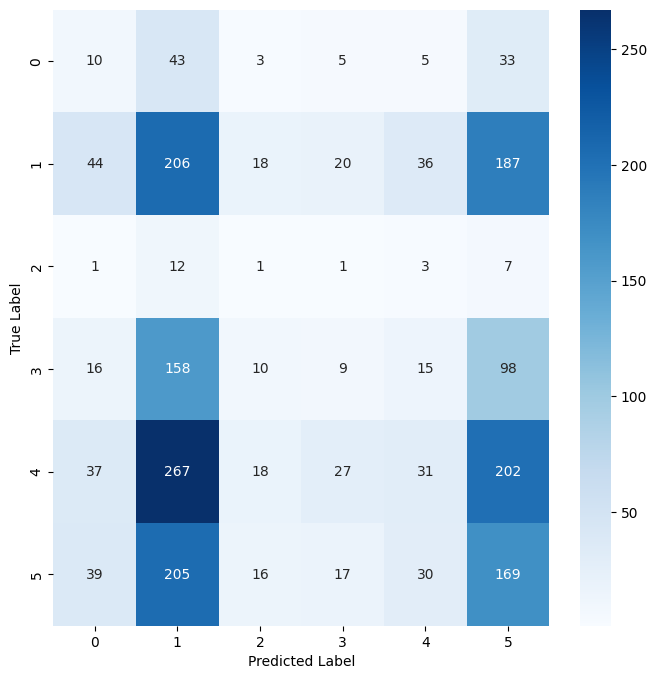 0 10 43 3 5 5 33
1 44 206 18 20 36 187
2 1 12 1 1 3 7
3 16 158 10 9 15 98
4 37 267 18 27 31 202
5 39 205 16 17 30 169
0 1 2 3 4 5
Predicted Label
True Label
250
200
150
100
50